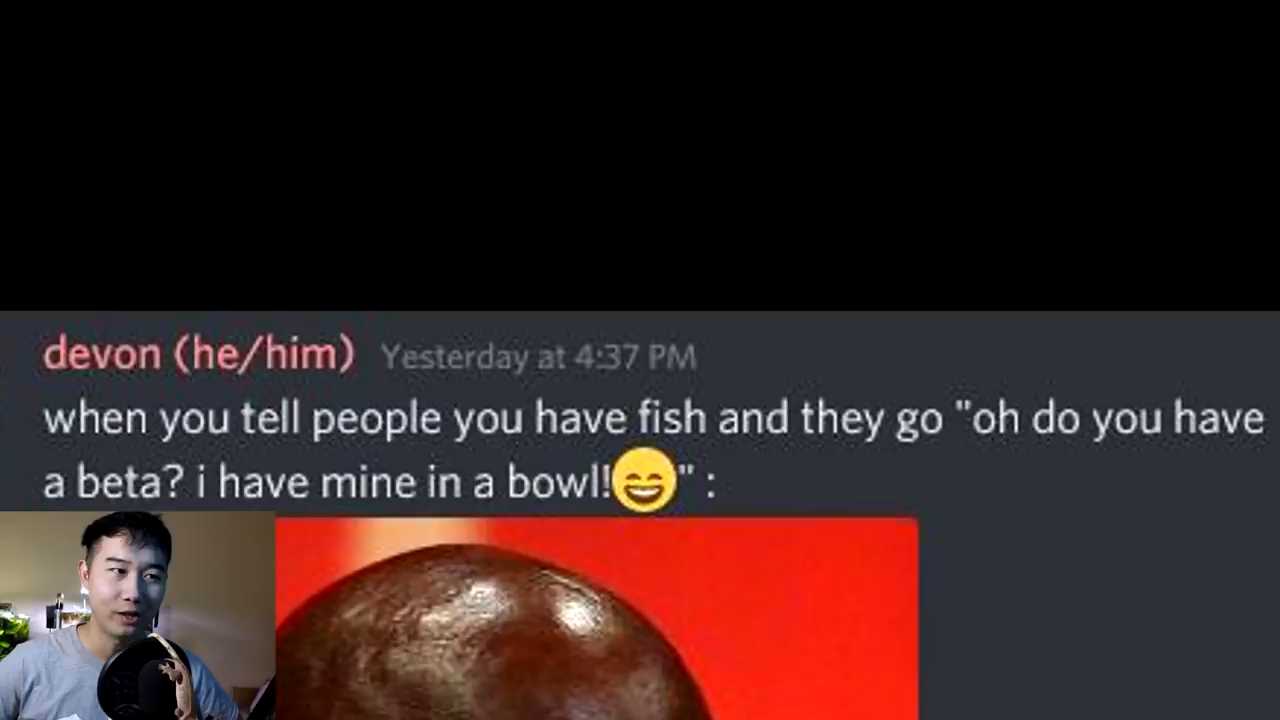 devon (he/him) Yesterday at 4:37 PM
when you tell people you have fish and they go "oh do you have
a beta? i have mine in a bowl!😄" :